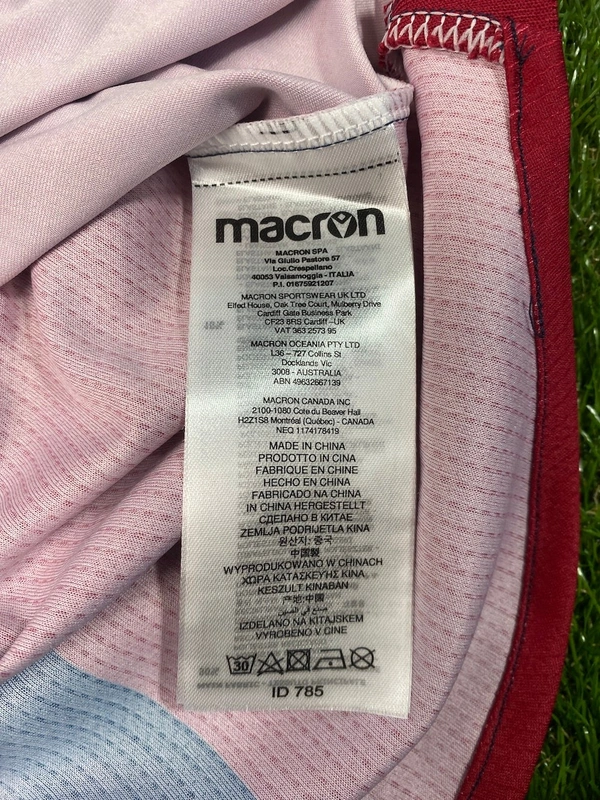 macron
MACRON SPA
Via Giulio Pastore 57
Loc.Crespellano
40053 Valsamoggia - ITALIA
P.I. 01675921207
MACRON SPORTSWEAR UK LTD
Elfed House, Oak Tree Court, Mulberry Drive
Cardiff Gate Business Park
CF23 8RS Cardiff -UK
VAT 363 2573 95
MACRON OCEANIA PTY LTD
L36 - 727 Collins St
Docklands Vic
3008 - AUSTRALIA
ABN 49632667139
MACRON CANADA INC
2100-1080 Cote du Beaver Hall
H2Z1S8 Montréal (Québec) - CANADA
NEQ 1174178419
MADE IN CHINA
PRODOTTO IN CINA
FABRIQUE EN CHINE
HECHO EN CHINA
FABRICADO NA CHINA
IN CHINA HERGESTELLT
СДЕЛАНО В КИТАЕ
ZEMLJA PODRIJETLA KINA
원산지: 중국
中国製
WYPRODUKOWANO W CHINACH
ΧΩΡΑ ΚΑΤΑΣΚΕΥΗΣ ΚΙΝΑ
KESZULT KINABAN
产地:中国
صنع في الصين
IZDELANO NA KITAJSKEM
VYROBENO V CINE
30
ID 785